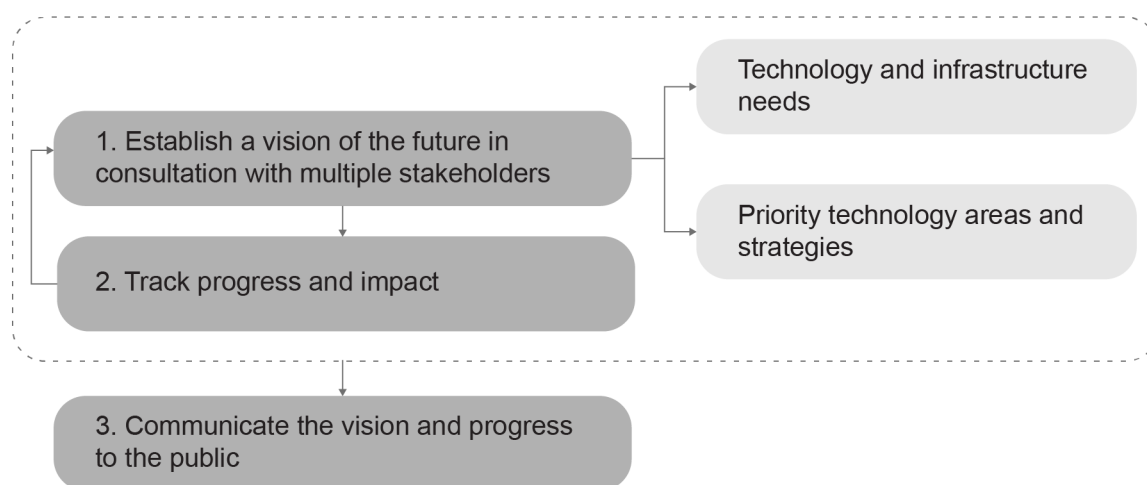 1. Establish a vision of the future in
consultation with multiple stakeholders
Technology and infrastructure
needs
Priority technology areas and
strategies
2. Track progress and impact
3. Communicate the vision and progress
to the public